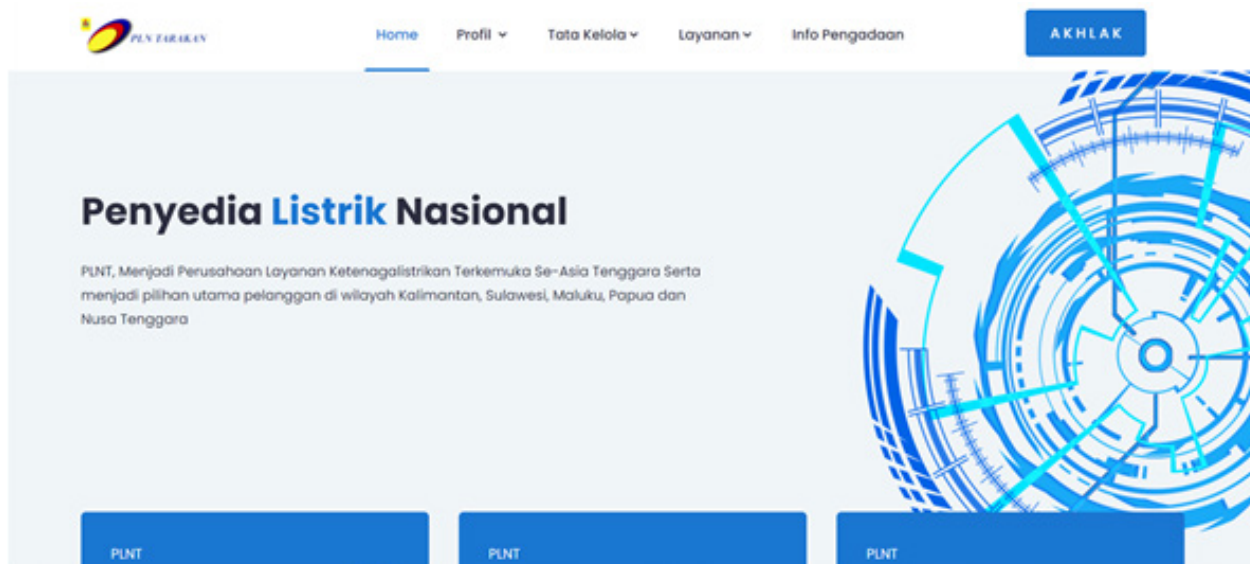 PLN TARAKAN
Home Profil Tata Kelola Layanan Info Pengadaan AKHLAK
Penyedia Listrik Nasional
PLNT, Menjadi Perusahaan Layanan Ketenagalistrikan Terkemuka Se-Asia Tenggara Serta
menjadi pilihan utama pelanggan di wilayah Kalimantan, Sulawesi, Maluku, Papua dan
Nusa Tenggara
PLNT PLNT PLNT